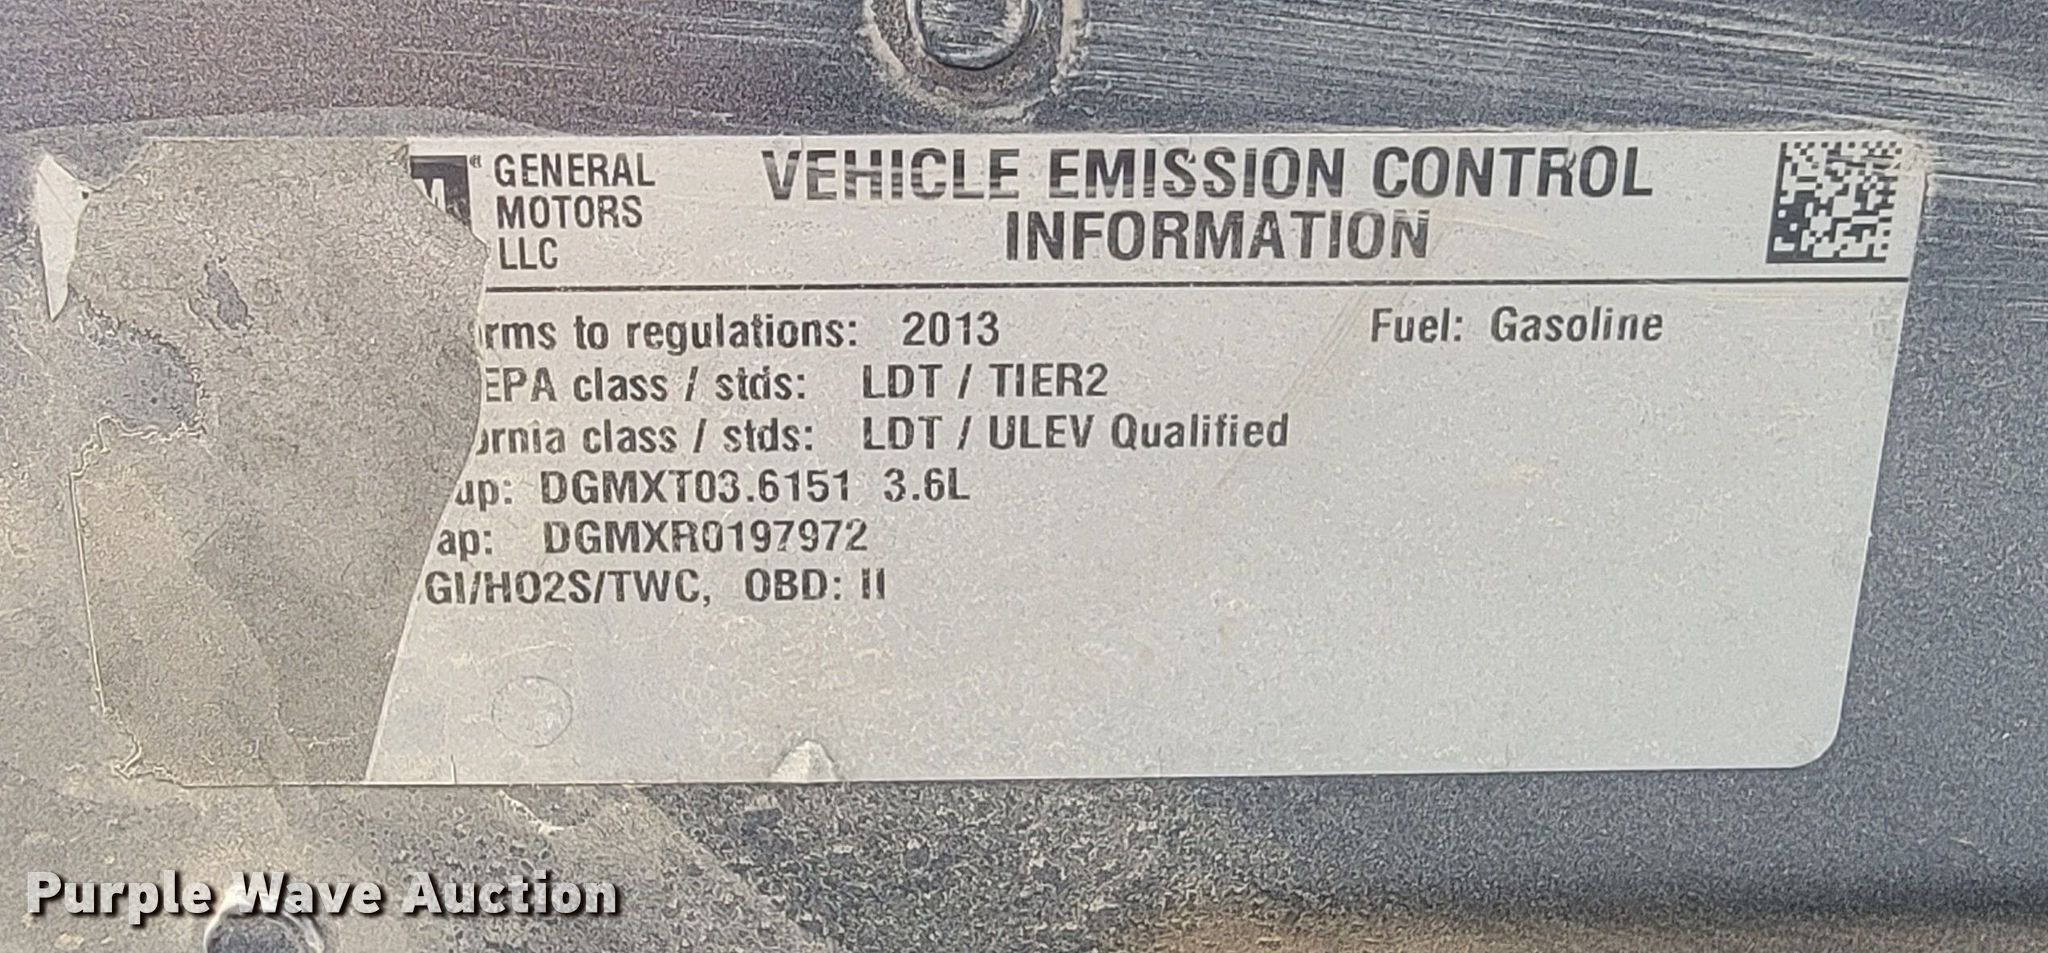 GENERAL
MOTORS
LLC
VEHICLE EMISSION CONTROL
INFORMATION
rms to regulations: 2013
Fuel: Gasoline
EPA class / stds: LDT / TIER2
ornia class / stds: LDT / ULEV Qualified
up: DGMXT03.6151 3.6L
ap: DGMXR0197972
GI/HO2S/TWC, OBD: II
Purple Wave Auction